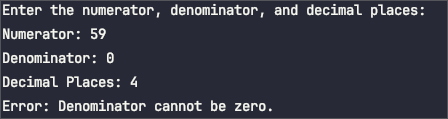 Enter the numerator, denominator, and decimal places:
Numerator: 59
Denominator: 0
Decimal Places: 4
Error: Denominator cannot be zero.